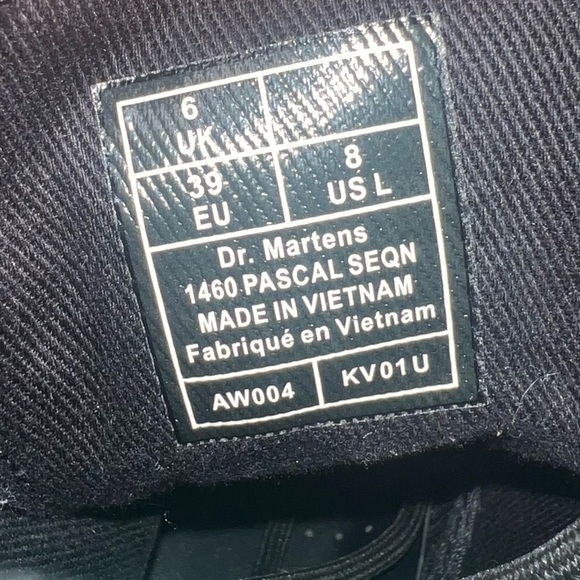 6
UK
39
EU
8
US L
Dr. Martens
1460 PASCAL SEQN
MADE IN VIETNAM
Fabriqué en Vietnam
AW004
KV01U